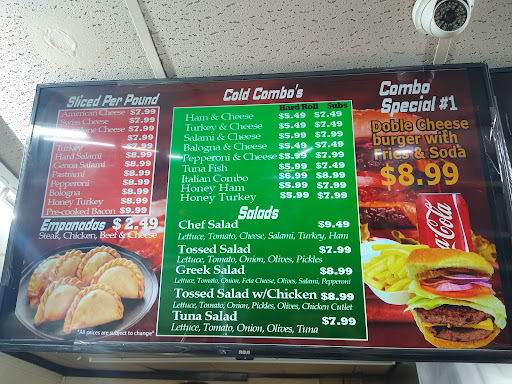 Sliced Per Pound
American Cheese $7.99
Swiss Cheese $7.99
Cheese $7.99
$7.99
Turkey $7.99
Hard Salami $8.99
Genoa Salami $8.99
Pastrami $8.99
Pepperoni $8.99
Bologna $8.99
Honey Turkey $8.99
Pre-cooked Bacon $9.99
Empanadas $2.49
Steak, Chicken, Beef & Cheese
"All prices are subject to change"
Cold Combo's
Hard Roll Subs
Ham & Cheese $5.49 $7.49
Turkey & Cheese $5.49 $7.49
Salami & Cheese $5.99 $7.49
Balogna & Cheese $5.49 $7.49
Pepperoni & Cheese $5.99 $7.99
Tuna Fish $5.99 $7.49
Italian Combo $6.99 $8.99
Honey Ham $5.99 $7.99
Honey Turkey $5.99 $7.99
Salads
Chef Salad $9.49
Lettuce, Tomato, Cheese, Salami, Turkey, Ham
Tossed Salad $7.99
Lettuce, Tomato, Onion, Olives, Pickles
Greek Salad $8.99
Lettuce, Tomato, Onion, Feta Cheese, Olives, Salami, Pepperoni
Tossed Salad w/Chicken $8.99
Lettuce, Tomato, Onion, Pickles, Olives, Chicken Cutlet
Tuna Salad $7.99
Lettuce, Tomato, Onion, Olives, Tuna
Combo
Special #1
Doble Cheese
burger with
Fries & Soda
$8.99
Coca-Cola
RCA